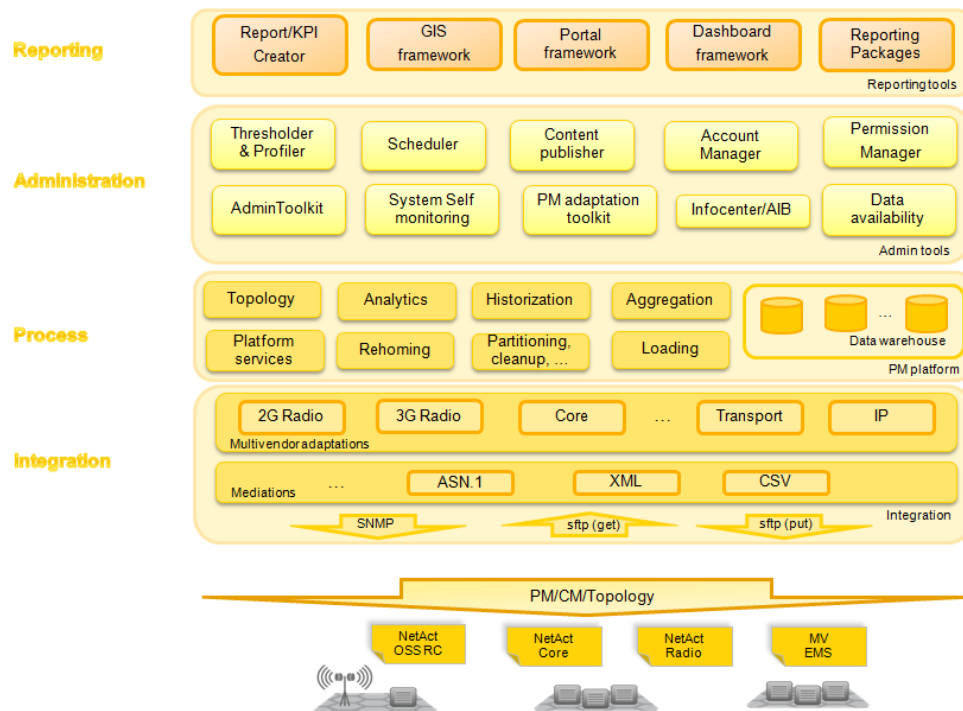 Reporting
Report/KPI
Creator
GIS
framework
Portal
framework
Dashboard
framework
Reporting
Packages
Reporting tools
Administration
Thresholder
& Profiler
Scheduler
Content
publisher
Account
Manager
Permission
Manager
AdminToolkit
System Self
monitoring
PM adaptation
toolkit
Infocenter/AIB
Data
availability
Admin tools
Process
Topology
Analytics
Historization
Aggregation
Platform
services
Rehoming
Partitioning,
cleanup, ...
Loading
...
Data warehouse
PM platform
Integration
2G Radio
3G Radio
Core
...
Transport
IP
Multivendor adaptations
Mediations
...
ASN.1
XML
CSV
Integration
SNMP
sftp (get)
sftp (put)
PM/CM/Topology
NetAct
OSS RC
NetAct
Core
NetAct
Radio
MV
EMS